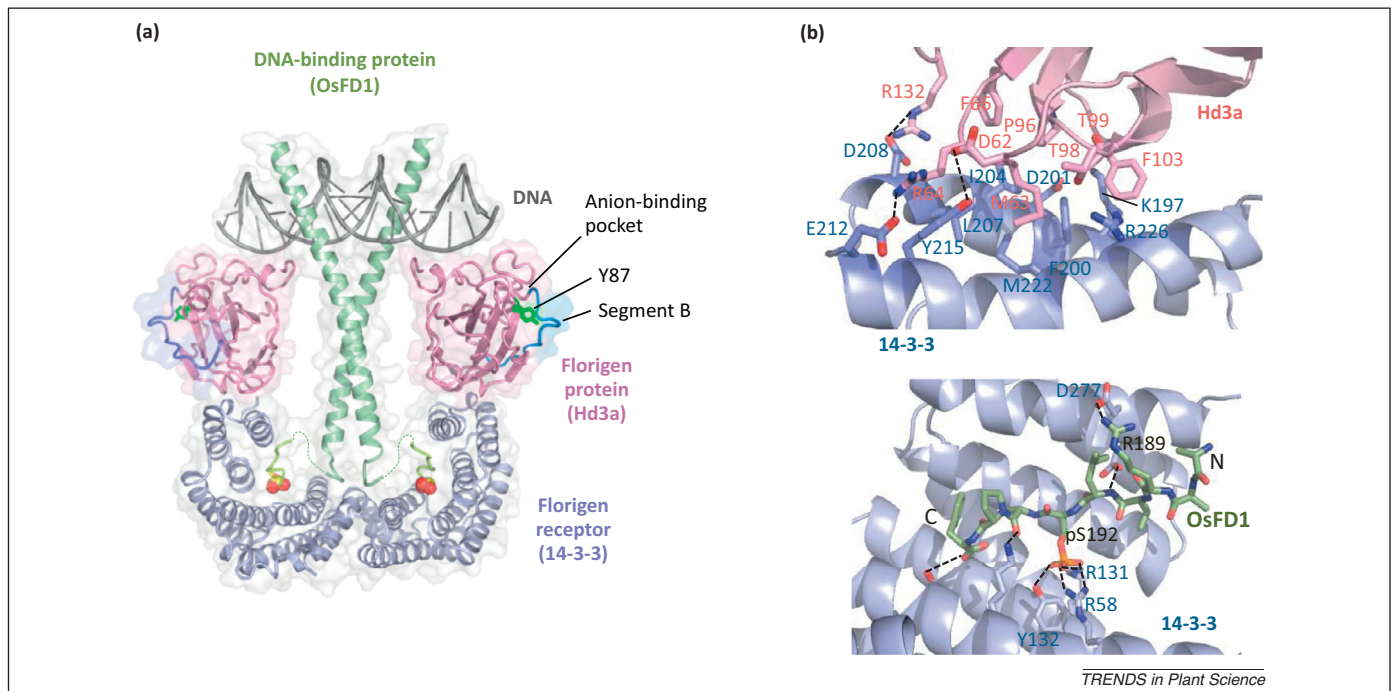 (a)
DNA-binding protein
(OsFD1)
DNA
Anion-binding
pocket
Y87
Segment B
Florigen
protein
(Hd3a)
Florigen
receptor
(14-3-3)
(b)
R132
F66
P96
T99
Hd3a
D62
D208
T98
F103
I204
D201
R64
M63
K197
E212
L207
R226
Y215
F200
M222
14-3-3
D277
R189
N
C
OsFD1
pS192
R131
R58
14-3-3
Y132
TRENDS in Plant Science